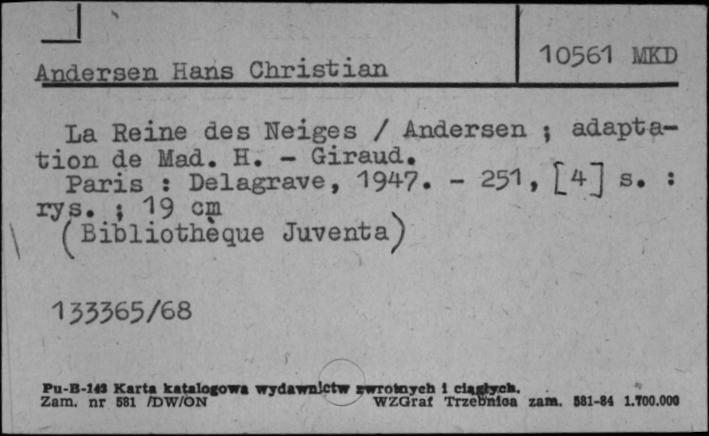 10561 MKD
Andersen Hans Christian
La Reine des Neiges / Andersen ; adapta-
tion de Mad. H. - Giraud.
Paris : Delagrave, 1947. - 251, [4] s. :
rys. ; 19 cm
(Bibliothèque Juventa)
133365/68
Pu-B-143 Karta katalogowa wydawnictw zwrotnych i ciągłych.
Zam. nr 581 /DW/ON WZGraf Trzebnica zam. 581-84 1.700.000